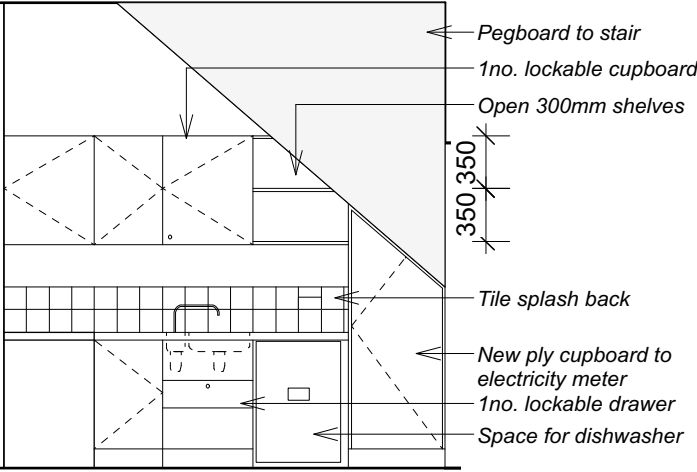 Pegboard to stair
1no. lockable cupboard
Open 300mm shelves
350
350
Tile splash back
New ply cupboard to
electricity meter
1no. lockable drawer
Space for dishwasher